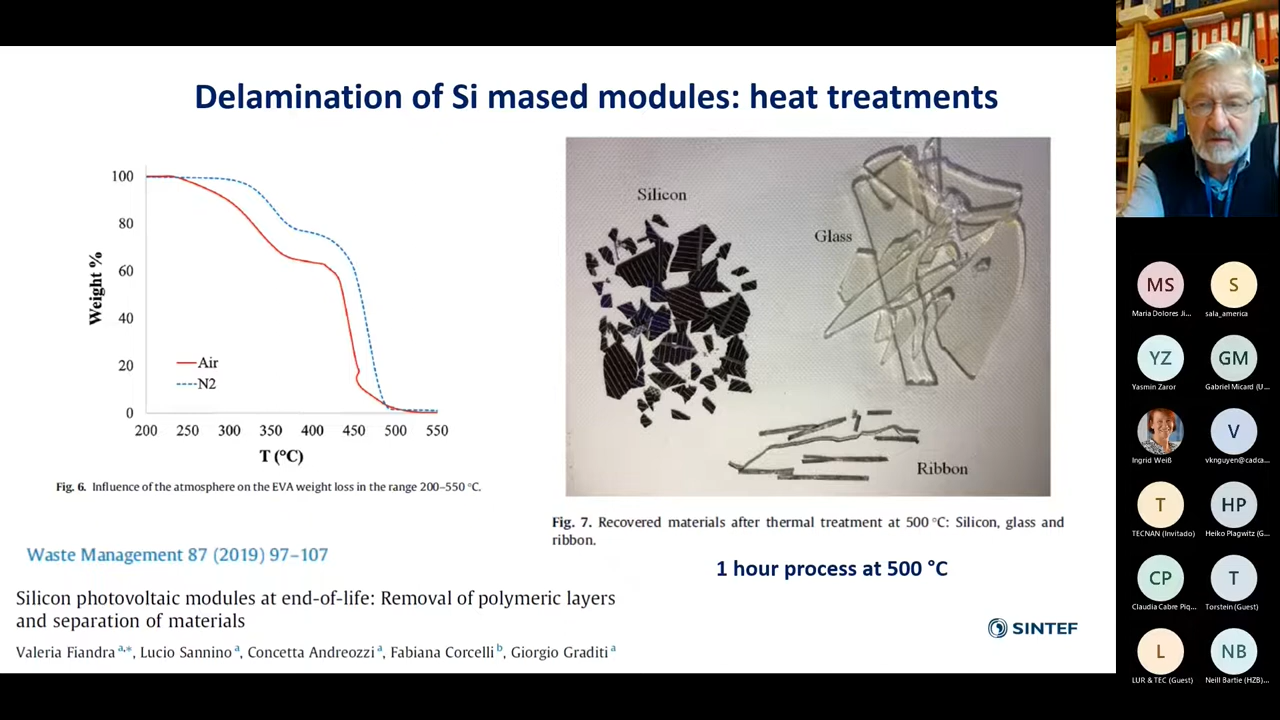 Delamination of Si mased modules: heat treatments
100
80
60
40
20
0
Weight %
Air
N2
200 250 300 350 400 450 500 550
T (°C)
Fig. 6. Influence of the atmosphere on the EVA weight loss in the range 200–550 °C.
Silicon
Glass
Ribbon
Fig. 7. Recovered materials after thermal treatment at 500 °C: Silicon, glass and
ribbon.
1 hour process at 500 °C
Waste Management 87 (2019) 97–107
Silicon photovoltaic modules at end-of-life: Removal of polymeric layers
and separation of materials
Valeria Fiandra a,*, Lucio Sannino a, Concetta Andreozzi a, Fabiana Corcelli b, Giorgio Graditi a
SINTEF
MS
Maria Dolores Ji...
S
sala_america
YZ
Yasmin Zaror
GM
Gabriel Micard (U...
Ingrid Weiß
V
vknguyen@cadca...
T
TECNAN (Invitado)
HP
Heiko Plagwitz (G...
CP
Claudia Cabre Piq...
T
Torstein (Guest)
L
LUR & TEC (Guest)
NB
Neill Bartie (HZB)...